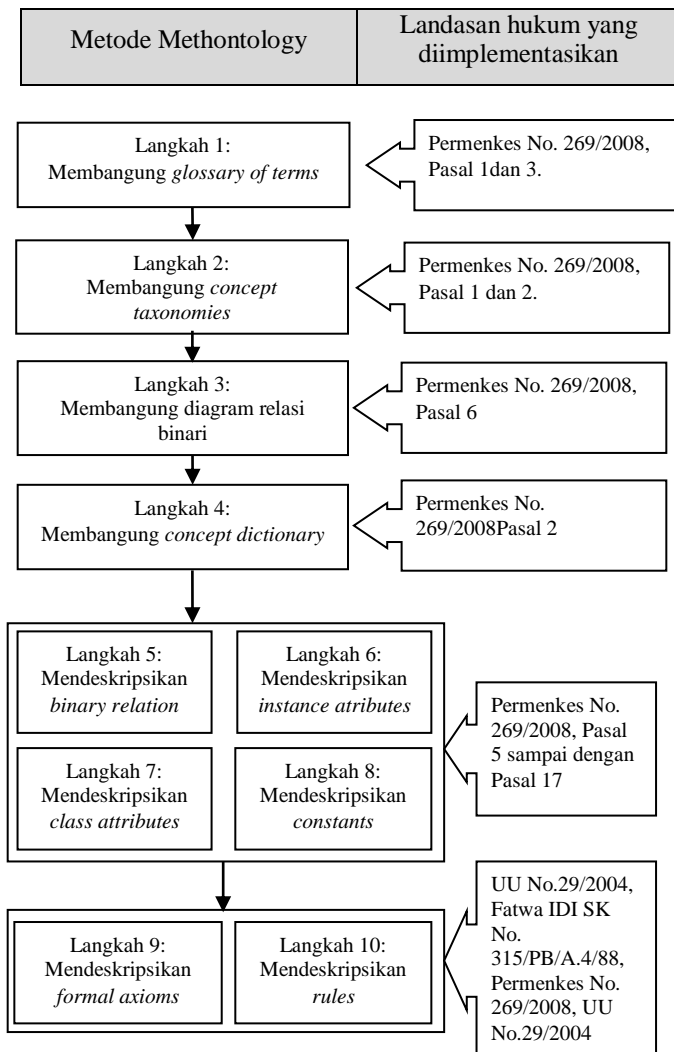 Metode Methontology
Landasan hukum yang
diimplementasikan
Langkah 1:
Membangung glossary of terms
Permenkes No. 269/2008,
Pasal 1dan 3.
Langkah 2:
Membangung concept
taxonomies
Permenkes No. 269/2008,
Pasal 1 dan 2.
Langkah 3:
Membangung diagram relasi
binari
Permenkes No. 269/2008,
Pasal 6
Langkah 4:
Membangung concept dictionary
Permenkes No.
269/2008Pasal 2
Langkah 5:
Mendeskripsikan
binary relation
Langkah 6:
Mendeskripsikan
instance atributes
Langkah 7:
Mendeskripsikan
class attributes
Langkah 8:
Mendeskripsikan
constants
Permenkes No.
269/2008, Pasal
5 sampai dengan
Pasal 17
Langkah 9:
Mendeskripsikan
formal axioms
Langkah 10:
Mendeskripsikan
rules
UU No.29/2004,
Fatwa IDI SK
No.
315/PB/A.4/88,
Permenkes No.
269/2008, UU
No.29/2004